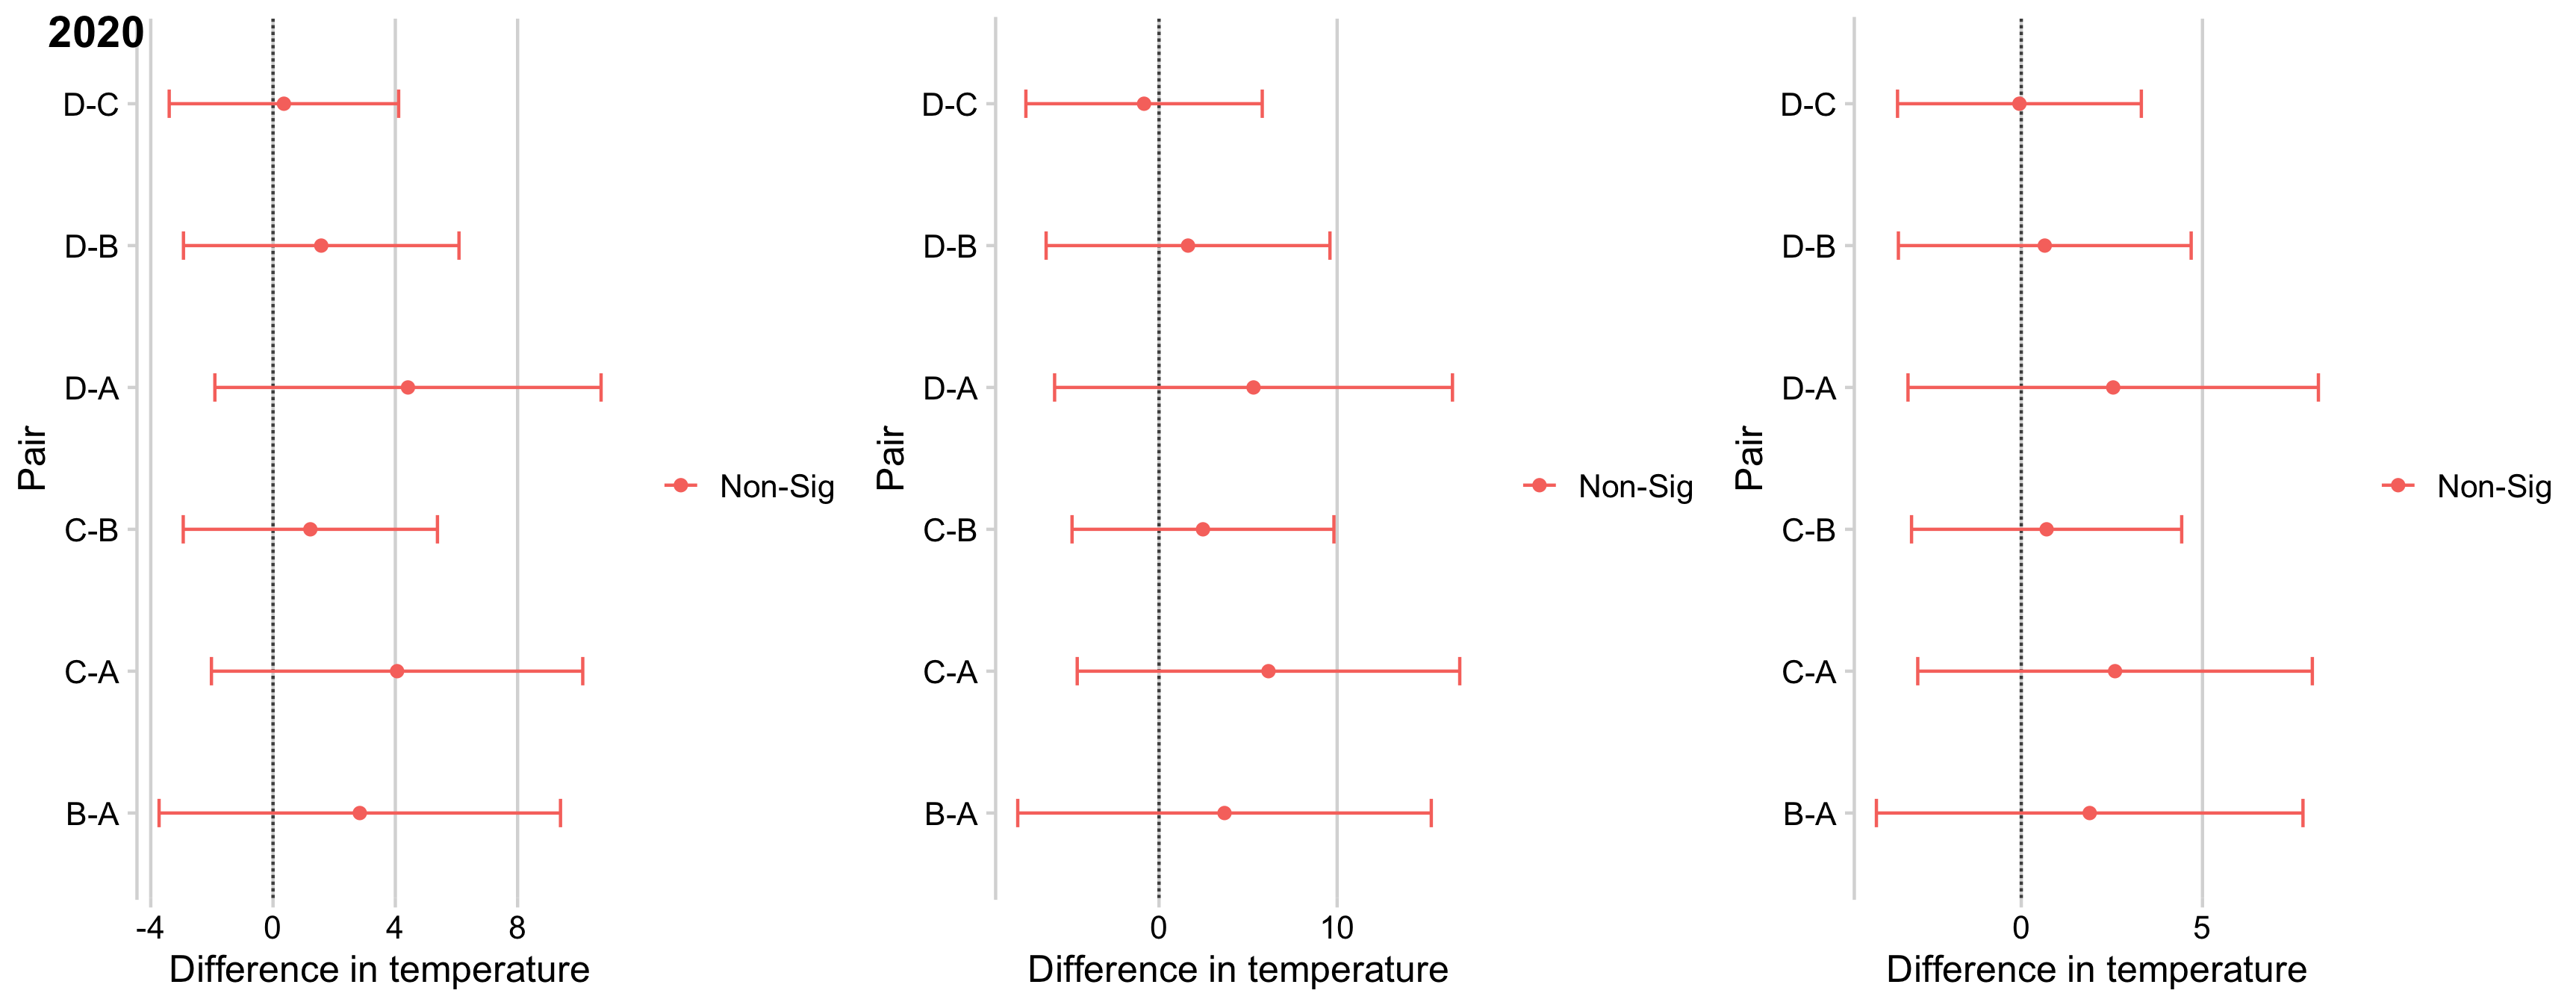 2020
Pair
D-C
D-B
D-A
C-B
C-A
B-A
-4 0 4 8
Difference in temperature
Non-Sig
Pair
D-C
D-B
D-A
C-B
C-A
B-A
0 10
Difference in temperature
Non-Sig
Pair
D-C
D-B
D-A
C-B
C-A
B-A
0 5
Difference in temperature
Non-Sig